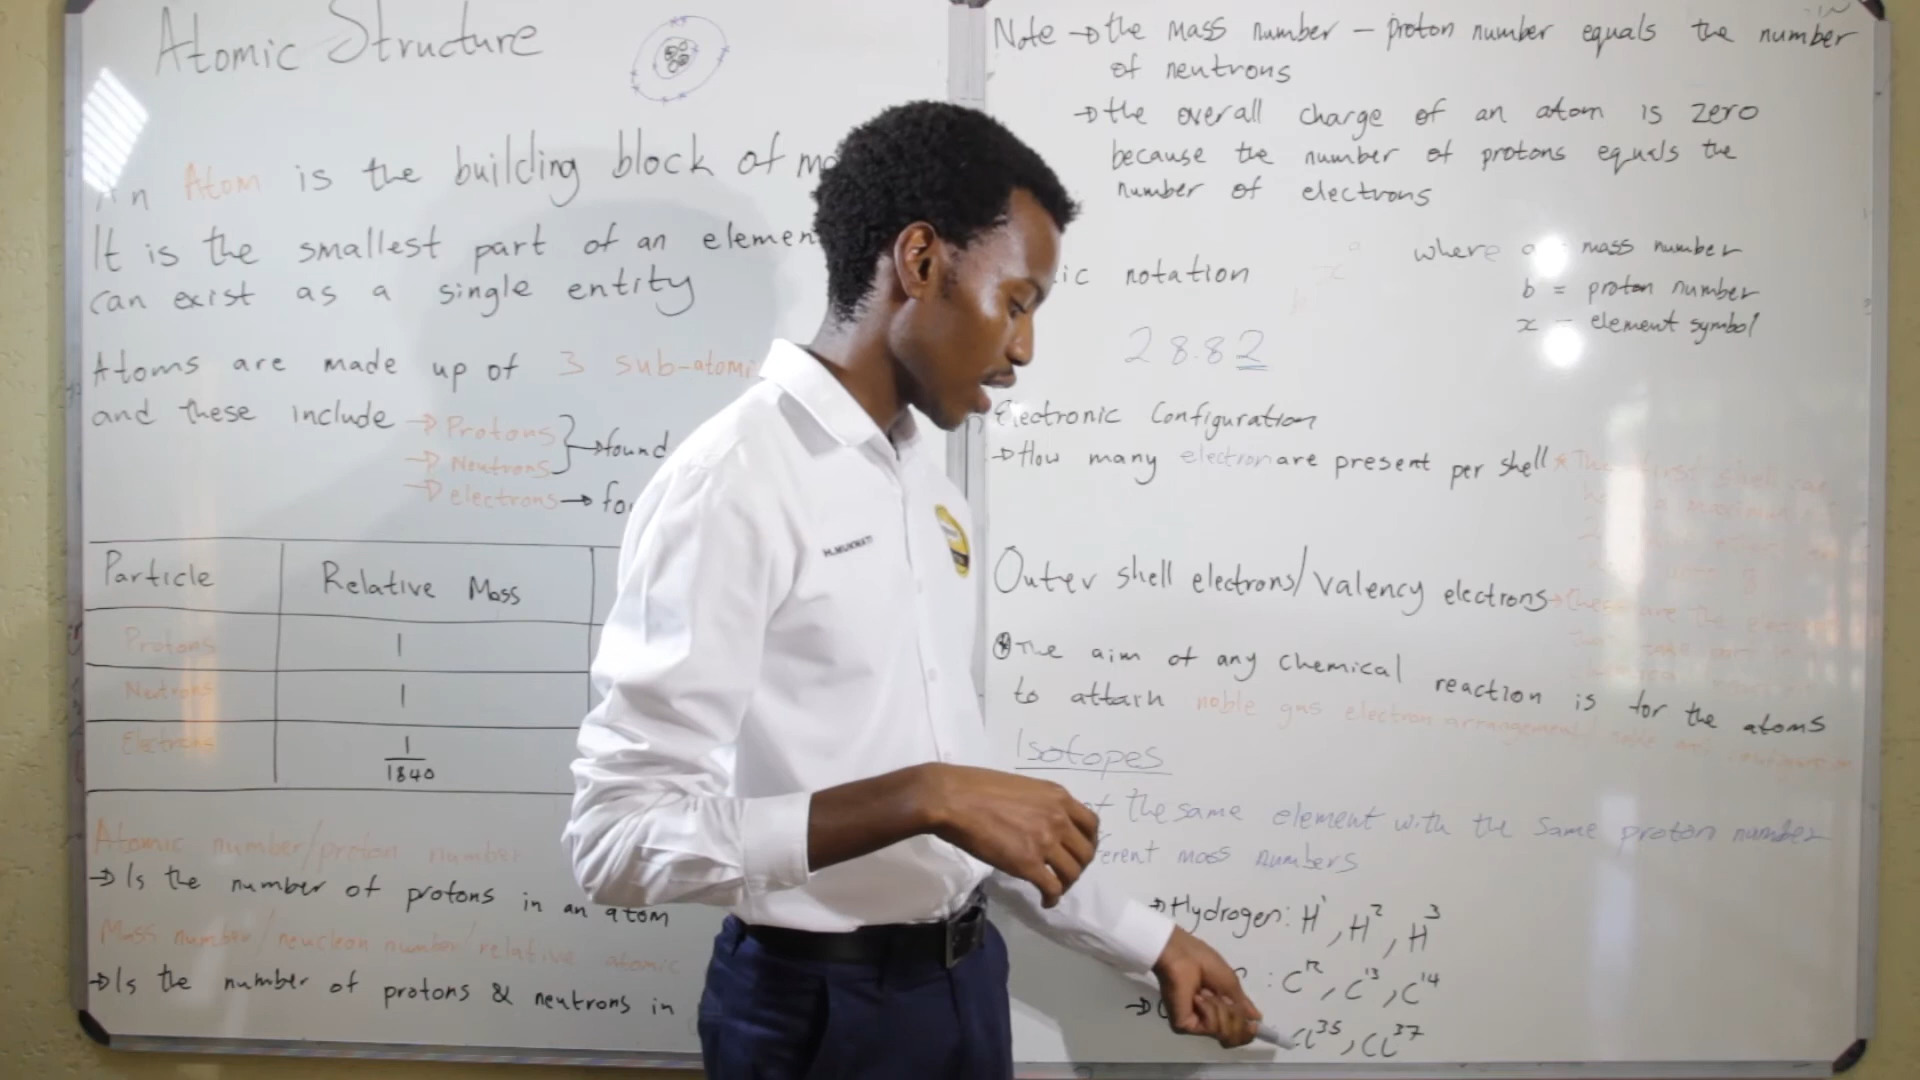 Atomic Structure
An Atom is the building block of
It is the smallest part of an elemen
can exist as a single entity
Atoms are made up of 3 sub-atomi
and these include → Protons } → found
→ Neutrons
→ electrons → fo
Particle | Relative Mass
Protons | 1
Neutrons | 1
Electrons | 1/1840
Atomic number/proton number
→ Is the number of protons in an atom
Mass number/neucleon number/relative atomic
→ Is the number of protons & neutrons in
Note → the mass number – proton number equals the number
of neutrons
→ the overall charge of an atom is zero
because the number of protons equals the
number of electrons
ic notation
x a b where a mass number
b = proton number
x – element symbol
28.82
Electronic Configuration
→ How many electron are present per shell
Outer shell electrons/valency electrons
* The aim of any chemical reaction is for the atoms
to attain noble gas electron arrangement
Isotopes
of the same element with the same proton number
ferent mass numbers
→ Hydrogen: H¹, H², H³
: C¹², C¹³, C¹⁴
→ Cl³⁵, Cl³⁷
H.MUKWATI